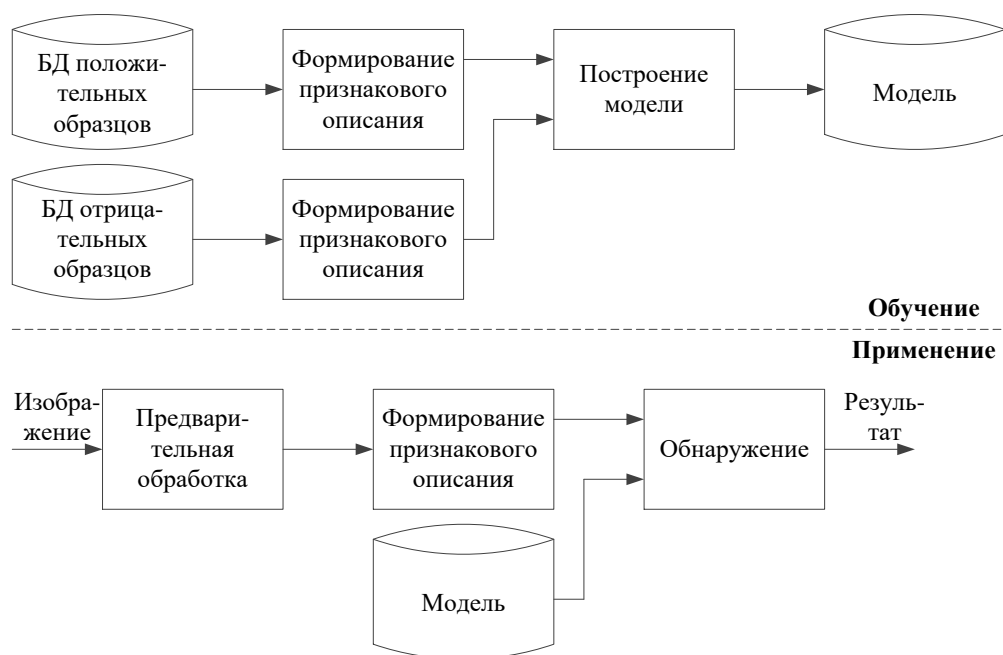 БД положи-
тельных
образцов
Формирование
признакового
описания
Построение
модели
Модель
БД отрица-
тельных
образцов
Формирование
признакового
описания
Обучение
Применение
Изобра-
жение
Предвари-
тельная
обработка
Формирование
признакового
описания
Обнаружение
Резуль-
тат
Модель